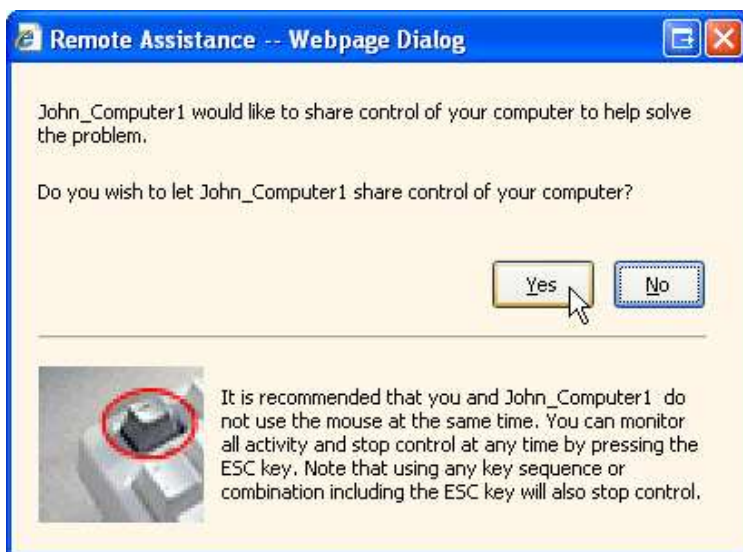 Remote Assistance -- Webpage Dialog
John_Computer1 would like to share control of your computer to help solve
the problem.
Do you wish to let John_Computer1 share control of your computer?
Yes No
It is recommended that you and John_Computer1 do
not use the mouse at the same time. You can monitor
all activity and stop control at any time by pressing the
ESC key. Note that using any key sequence or
combination including the ESC key will also stop control.